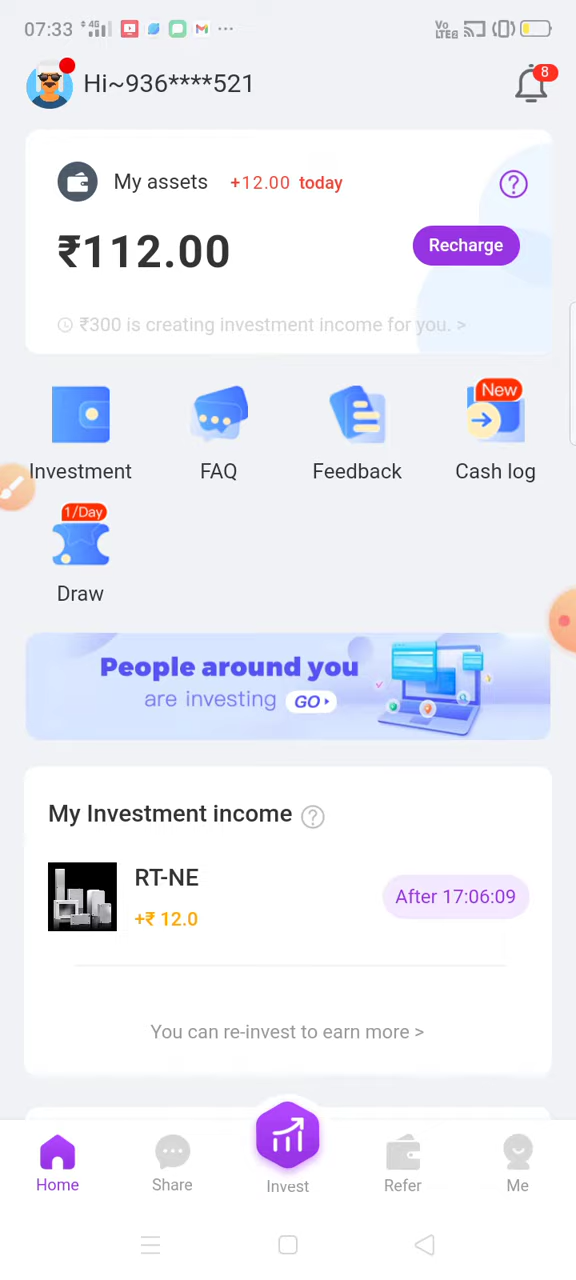 07:33 4G Vo LTE
Hi~936****521
8
My assets +12.00 today
?
₹112.00
Recharge
₹300 is creating investment income for you. >
New
Investment FAQ Feedback Cash log
1/Day
Draw
People around you
are investing GO
My Investment income ?
RT-NE
After 17:06:09
+₹ 12.0
You can re-invest to earn more >
Home Share Invest Refer Me